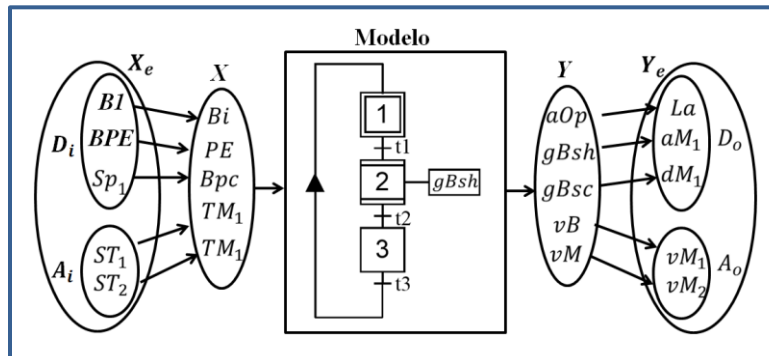 Modelo
X_e
X
Y
Y_e
D_i
B1
BPE
Sp_1
A_i
ST_1
ST_2
Bi
PE
Bpc
TM_1
TM_1
1
t1
2
gBsh
t2
3
t3
aOp
gBsh
gBsc
vB
vM
La
aM_1
dM_1
D_o
vM_1
vM_2
A_o